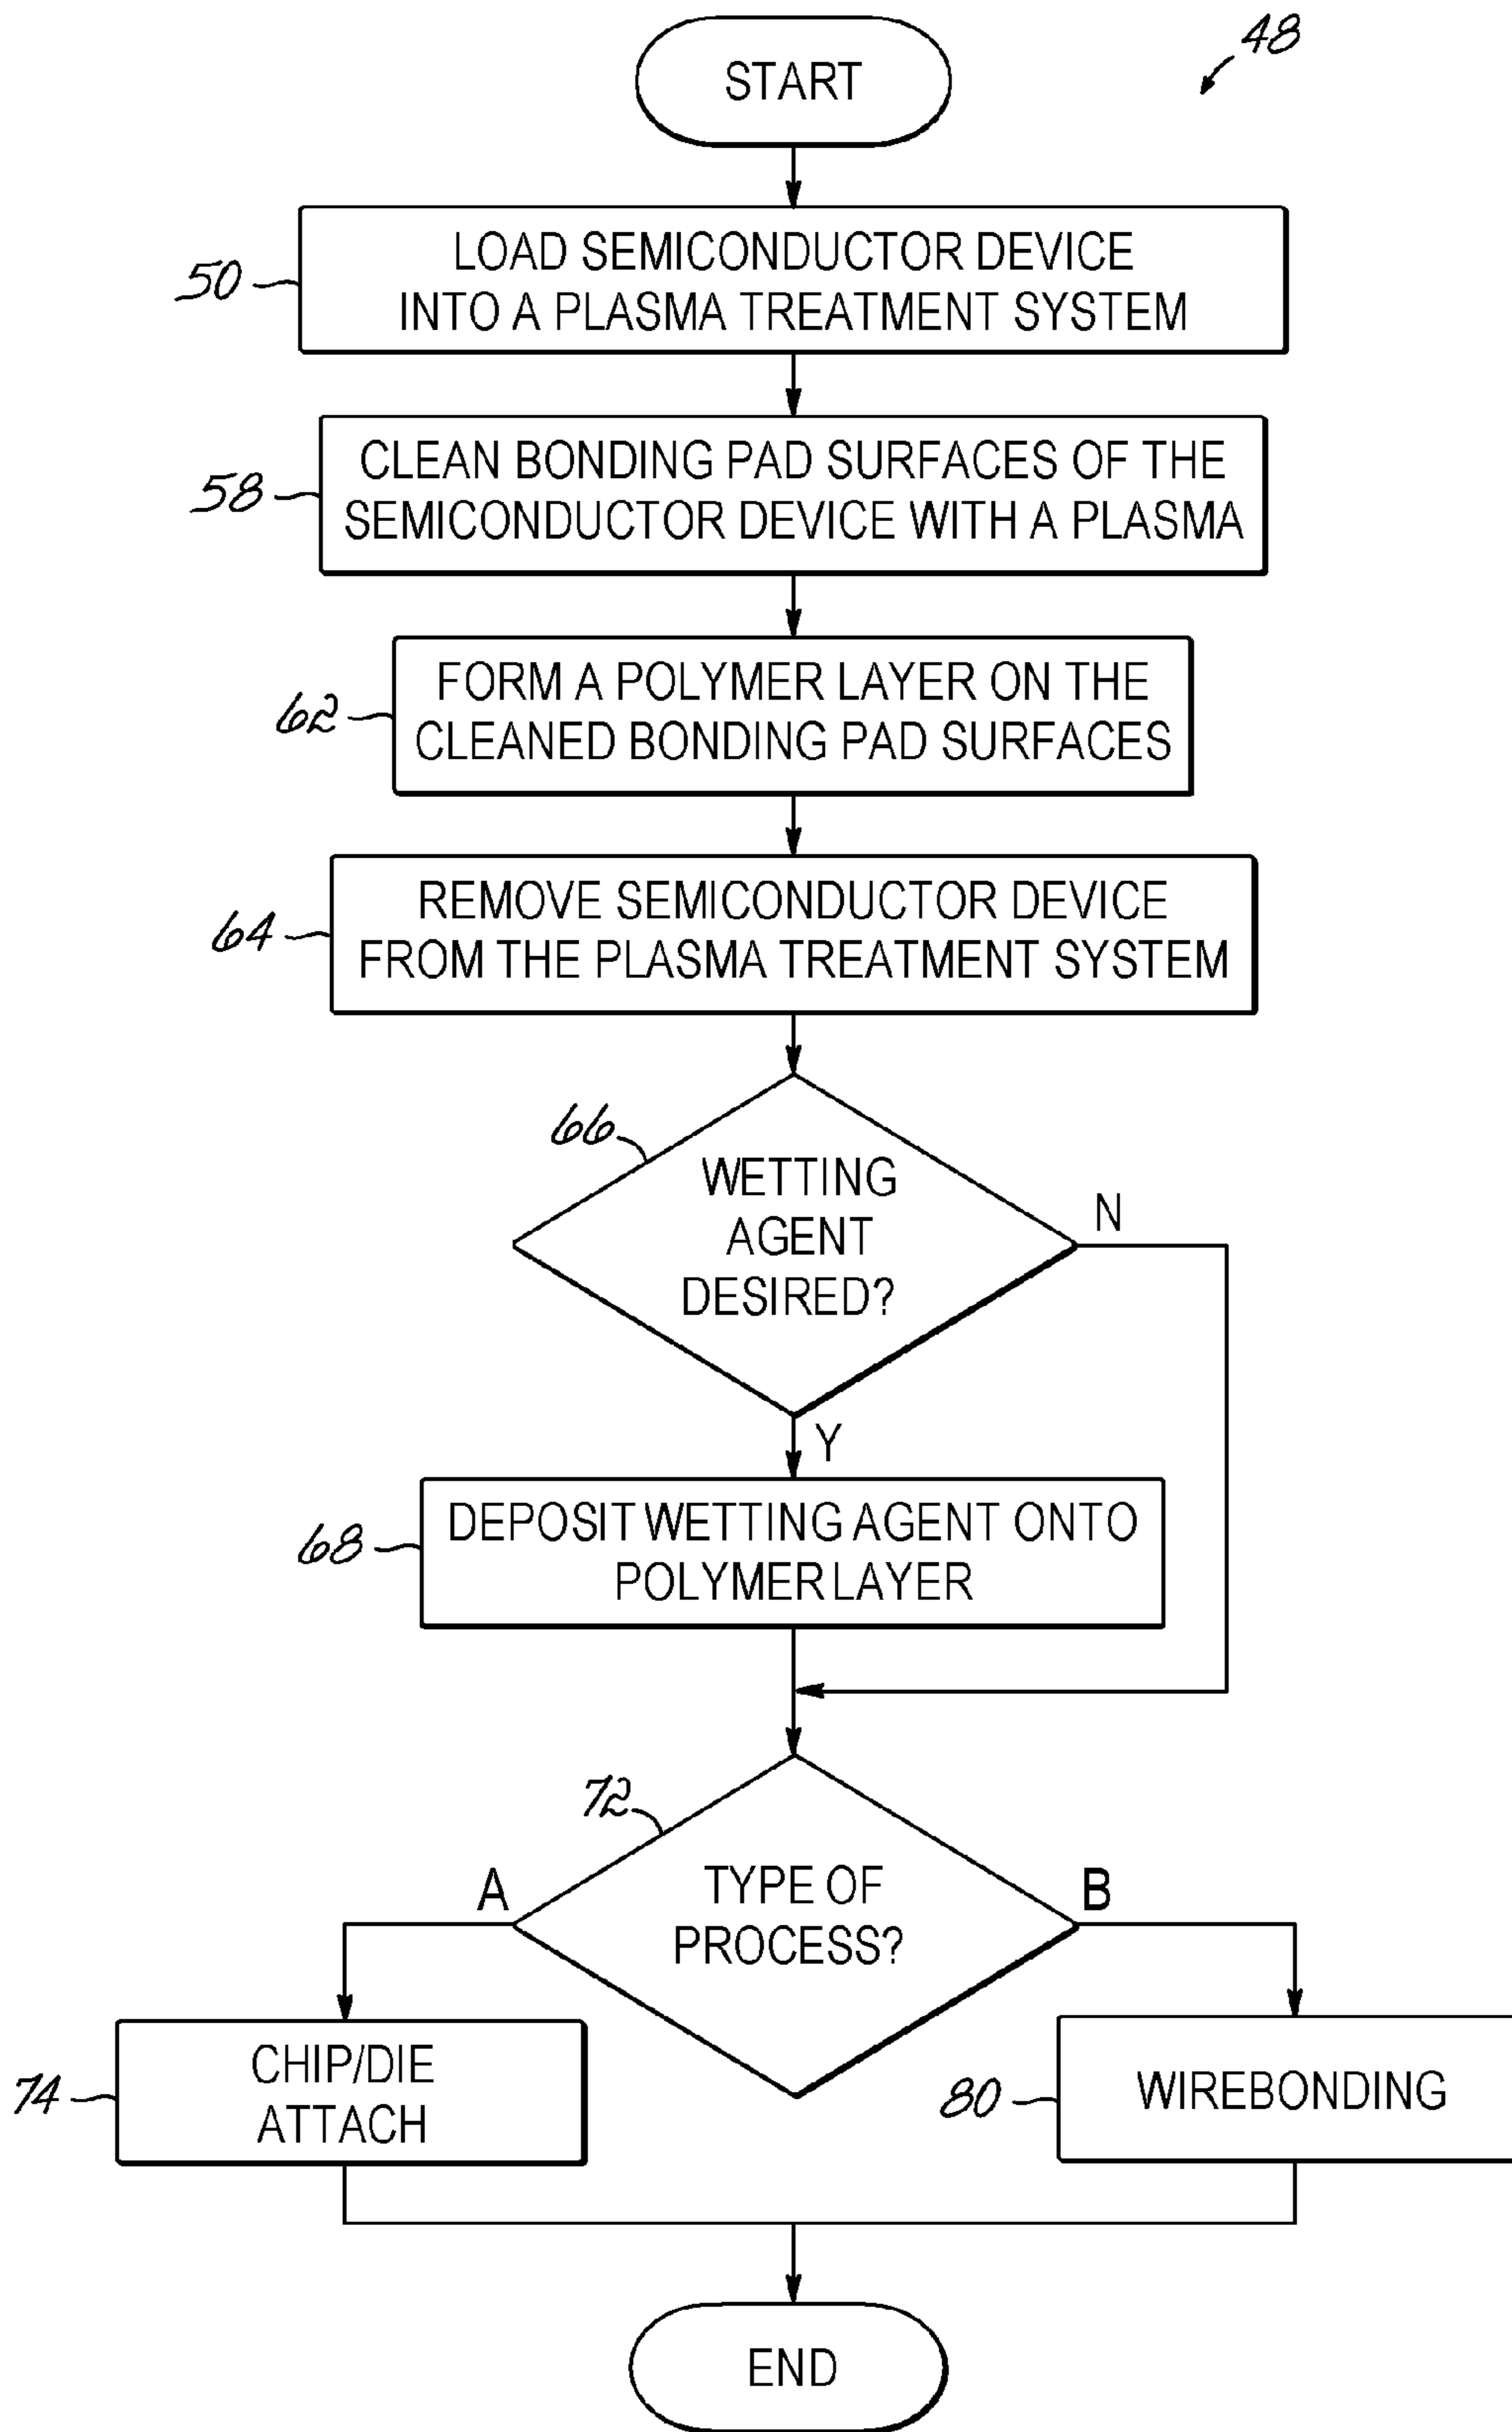 48
START
50
LOAD SEMICONDUCTOR DEVICE
INTO A PLASMA TREATMENT SYSTEM
58
CLEAN BONDING PAD SURFACES OF THE
SEMICONDUCTOR DEVICE WITH A PLASMA
62
FORM A POLYMER LAYER ON THE
CLEANED BONDING PAD SURFACES
64
REMOVE SEMICONDUCTOR DEVICE
FROM THE PLASMA TREATMENT SYSTEM
66
WETTING
AGENT
DESIRED?
N
Y
68
DEPOSIT WETTING AGENT ONTO
POLYMER LAYER
72
TYPE OF
PROCESS?
A
B
74
CHIP/DIE
ATTACH
80
WIREBONDING
END